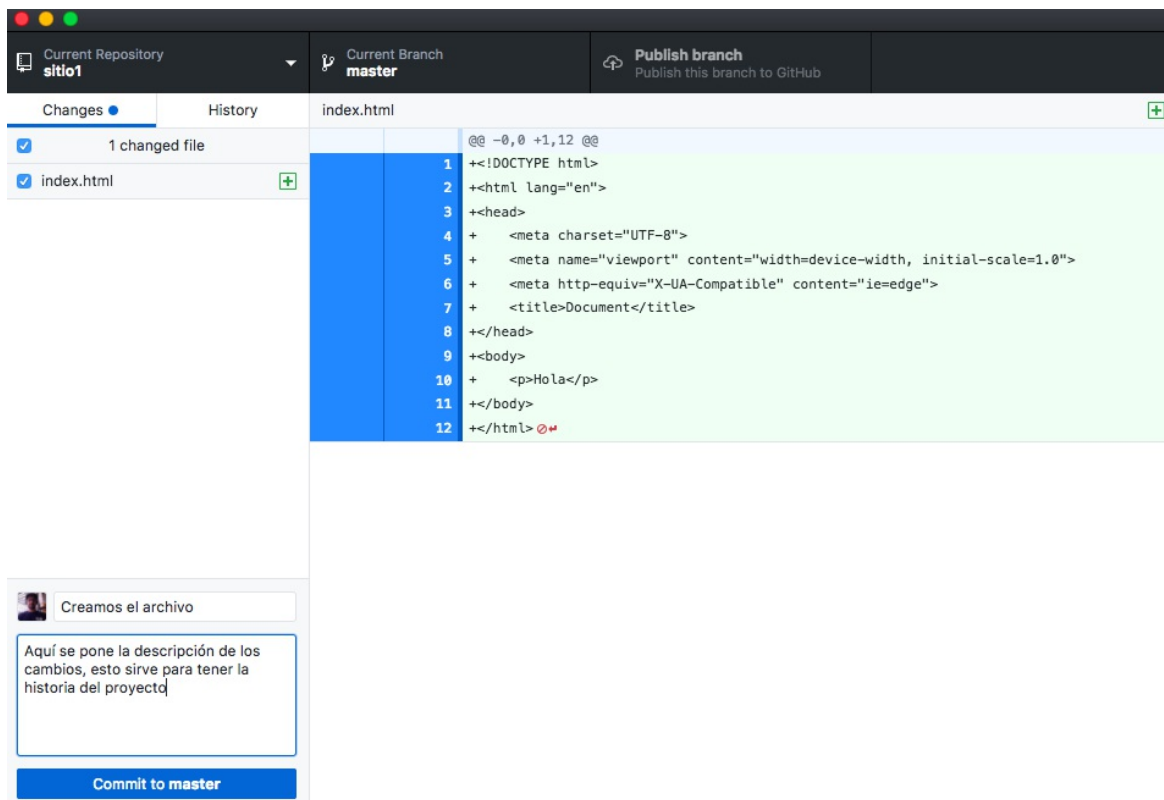 Current Repository
sitio1
Current Branch
master
Publish branch
Publish this branch to GitHub
Changes
History
index.html
1 changed file
index.html
@@ -0,0 +1,12 @@
1 +<!DOCTYPE html>
2 +<html lang="en">
3 +<head>
4 +    <meta charset="UTF-8">
5 +    <meta name="viewport" content="width=device-width, initial-scale=1.0">
6 +    <meta http-equiv="X-UA-Compatible" content="ie=edge">
7 +    <title>Document</title>
8 +</head>
9 +<body>
10 +    <p>Hola</p>
11 +</body>
12 +</html>
Creamos el archivo
Aquí se pone la descripción de los
cambios, esto sirve para tener la
historia del proyecto
Commit to master